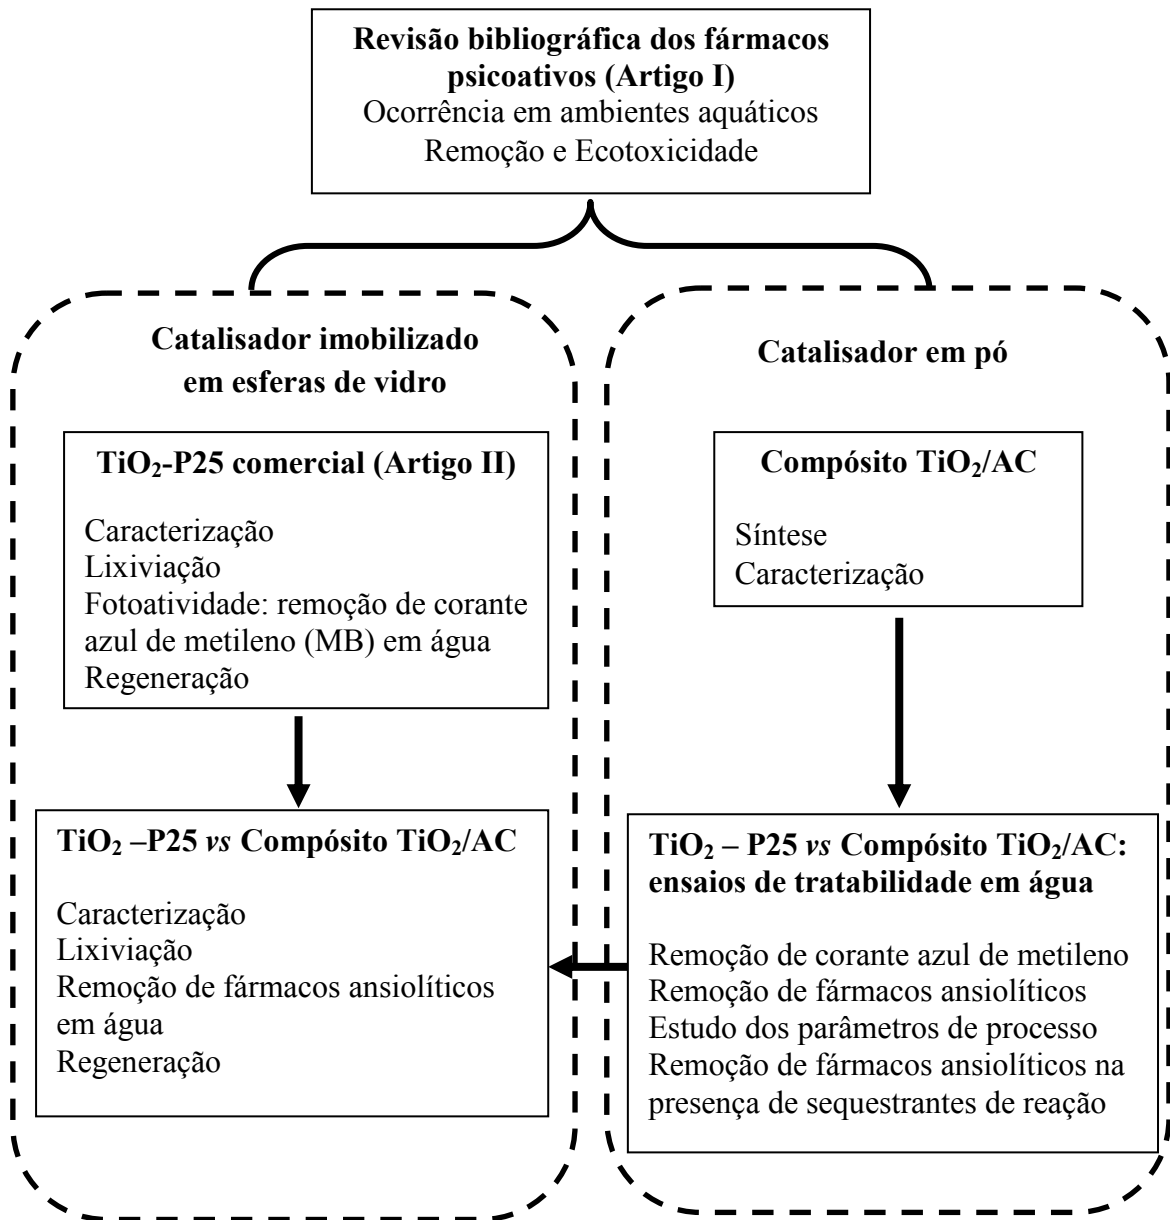 Revisão bibliográfica dos fármacos
psicoativos (Artigo I)
Ocorrência em ambientes aquáticos
Remoção e Ecotoxicidade
Catalisador imobilizado
em esferas de vidro
TiO₂-P25 comercial (Artigo II)
Caracterização
Lixiviação
Fotoatividade: remoção de corante
azul de metileno (MB) em água
Regeneração
TiO₂ –P25 vs Compósito TiO₂/AC
Caracterização
Lixiviação
Remoção de fármacos ansiolíticos
em água
Regeneração
Catalisador em pó
Compósito TiO₂/AC
Síntese
Caracterização
TiO₂ – P25 vs Compósito TiO₂/AC:
ensaios de tratabilidade em água
Remoção de corante azul de metileno
Remoção de fármacos ansiolíticos
Estudo dos parâmetros de processo
Remoção de fármacos ansiolíticos na
presença de sequestrantes de reação